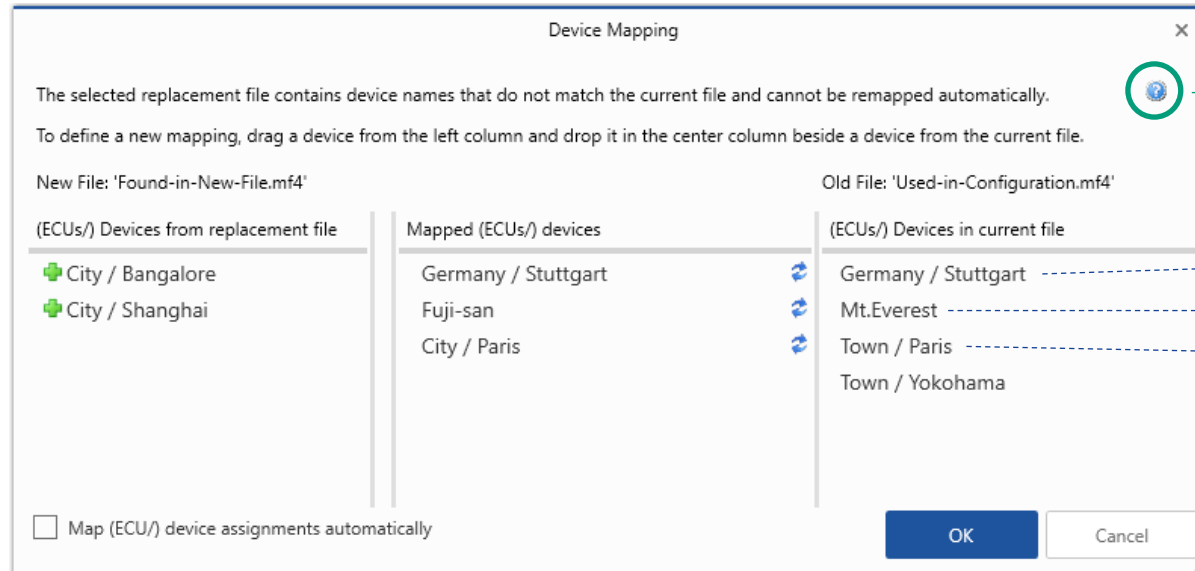 Device Mapping
The selected replacement file contains device names that do not match the current file and cannot be remapped automatically.
To define a new mapping, drag a device from the left column and drop it in the center column beside a device from the current file.
New File: 'Found-in-New-File.mf4'
Old File: 'Used-in-Configuration.mf4'
(ECUs/) Devices from replacement file
Mapped (ECUs/) devices
(ECUs/) Devices in current file
City / Bangalore
Germany / Stuttgart
Germany / Stuttgart
City / Shanghai
Fuji-san
Mt.Everest
City / Paris
Town / Paris
Town / Yokohama
Map (ECU/) device assignments automatically
OK
Cancel